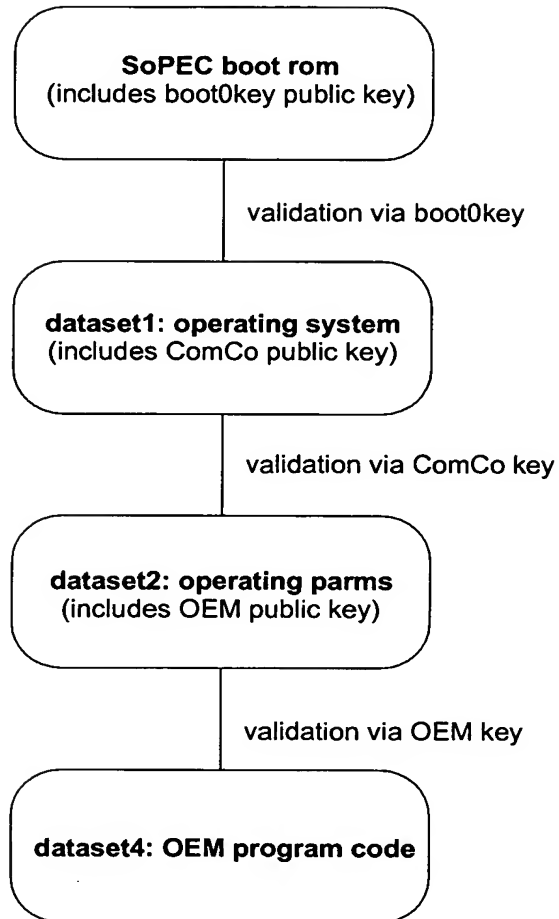 SoPEC boot rom
(includes boot0key public key)
validation via boot0key
dataset1: operating system
(includes ComCo public key)
validation via ComCo key
dataset2: operating parms
(includes OEM public key)
validation via OEM key
dataset4: OEM program code